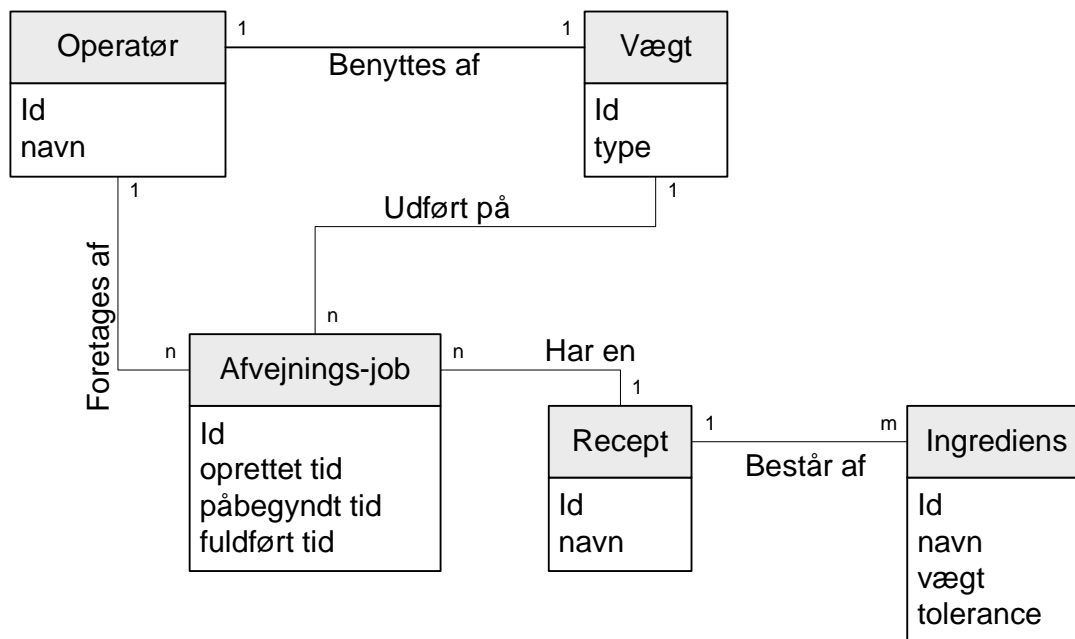 Operatør
Id
navn
1
Benyttes af
1
Vægt
Id
type
1
Foretages af
n
1
Udført på
n
Afvejnings-job
Id
oprettet tid
påbegyndt tid
fuldført tid
n
Har en
1
Recept
Id
navn
1
Består af
m
Ingrediens
Id
navn
vægt
tolerance